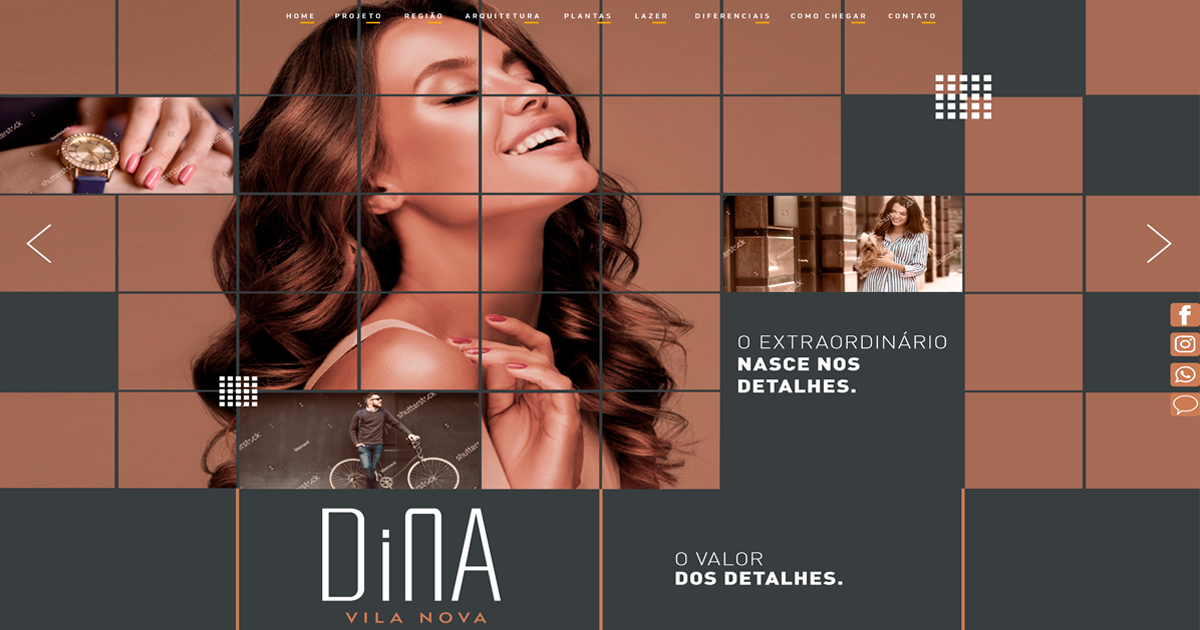 HOME PROJETO REGIÃO ARQUITETURA PLANTAS LAZER DIFERENCIAIS COMO CHEGAR CONTATO
O EXTRAORDINÁRIO
NASCE NOS
DETALHES.
DiNA
VILA NOVA
O VALOR
DOS DETALHES.
shutterstock